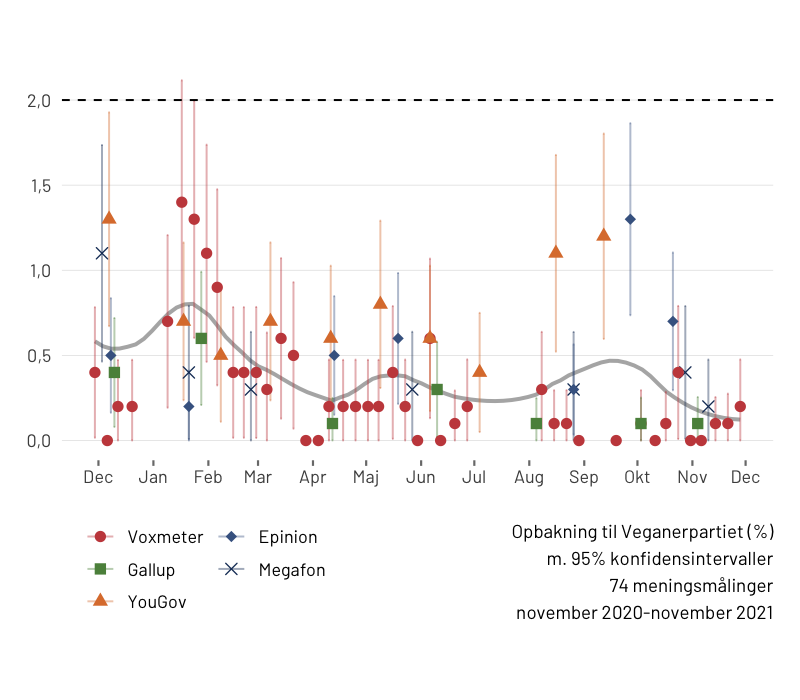 2,0
1,5
1,0
0,5
0,0
Dec Jan Feb Mar Apr Maj Jun Jul Aug Sep Okt Nov Dec
Voxmeter Epinion
Gallup Megafon
YouGov
Opbakning til Veganerpartiet (%)
m. 95% konfidensintervaller
74 meningsmålinger
november 2020-november 2021